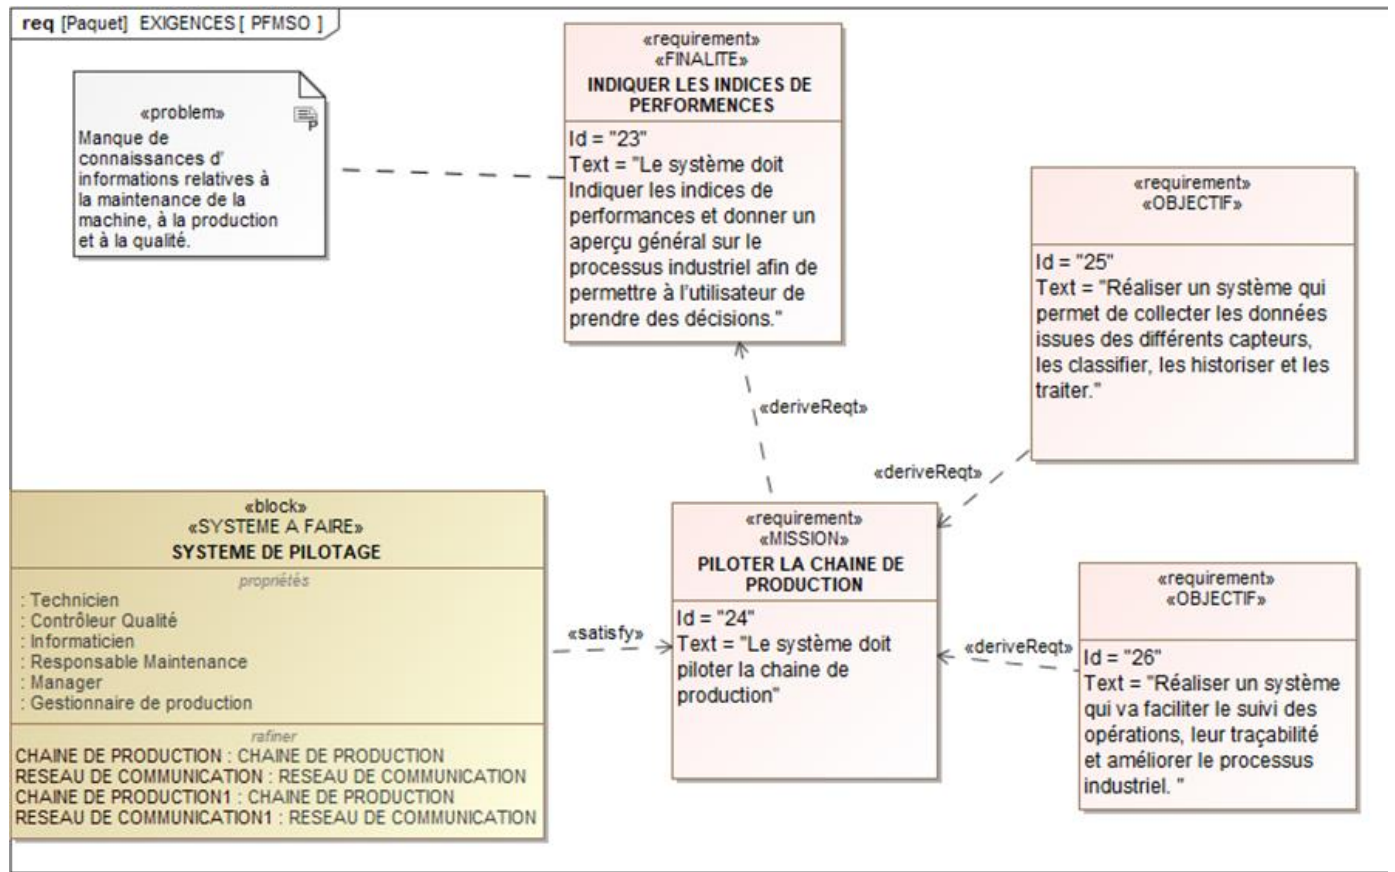 req [Paquet] EXIGENCES [ PFMSO ]
«problem»
P
Manque de
connaissances d'
informations relatives à
la maintenance de la
machine, à la production
et à la qualité.
«requirement»
«FINALITE»
INDIQUER LES INDICES DE
PERFORMENCES
Id = "23"
Text = "Le système doit
Indiquer les indices de
performances et donner un
aperçu général sur le
processus industriel afin de
permettre à l'utilisateur de
prendre des décisions."
«requirement»
«OBJECTIF»
Id = "25"
Text = "Réaliser un système qui
permet de collecter les données
issues des différents capteurs,
les classifier, les historiser et les
traiter."
«deriveReqt»
«deriveReqt»
«block»
«SYSTEME A FAIRE»
SYSTEME DE PILOTAGE
propriétés
: Technicien
: Contrôleur Qualité
: Informaticien
: Responsable Maintenance
: Manager
: Gestionnaire de production
rafiner
CHAINE DE PRODUCTION : CHAINE DE PRODUCTION
RESEAU DE COMMUNICATION : RESEAU DE COMMUNICATION
CHAINE DE PRODUCTION1 : CHAINE DE PRODUCTION
RESEAU DE COMMUNICATION1 : RESEAU DE COMMUNICATION
«satisfy»
«requirement»
«MISSION»
PILOTER LA CHAINE DE
PRODUCTION
Id = "24"
Text = "Le système doit
piloter la chaine de
production"
«deriveReqt»
«requirement»
«OBJECTIF»
Id = "26"
Text = "Réaliser un système
qui va faciliter le suivi des
opérations, leur traçabilité
et améliorer le processus
industriel. "